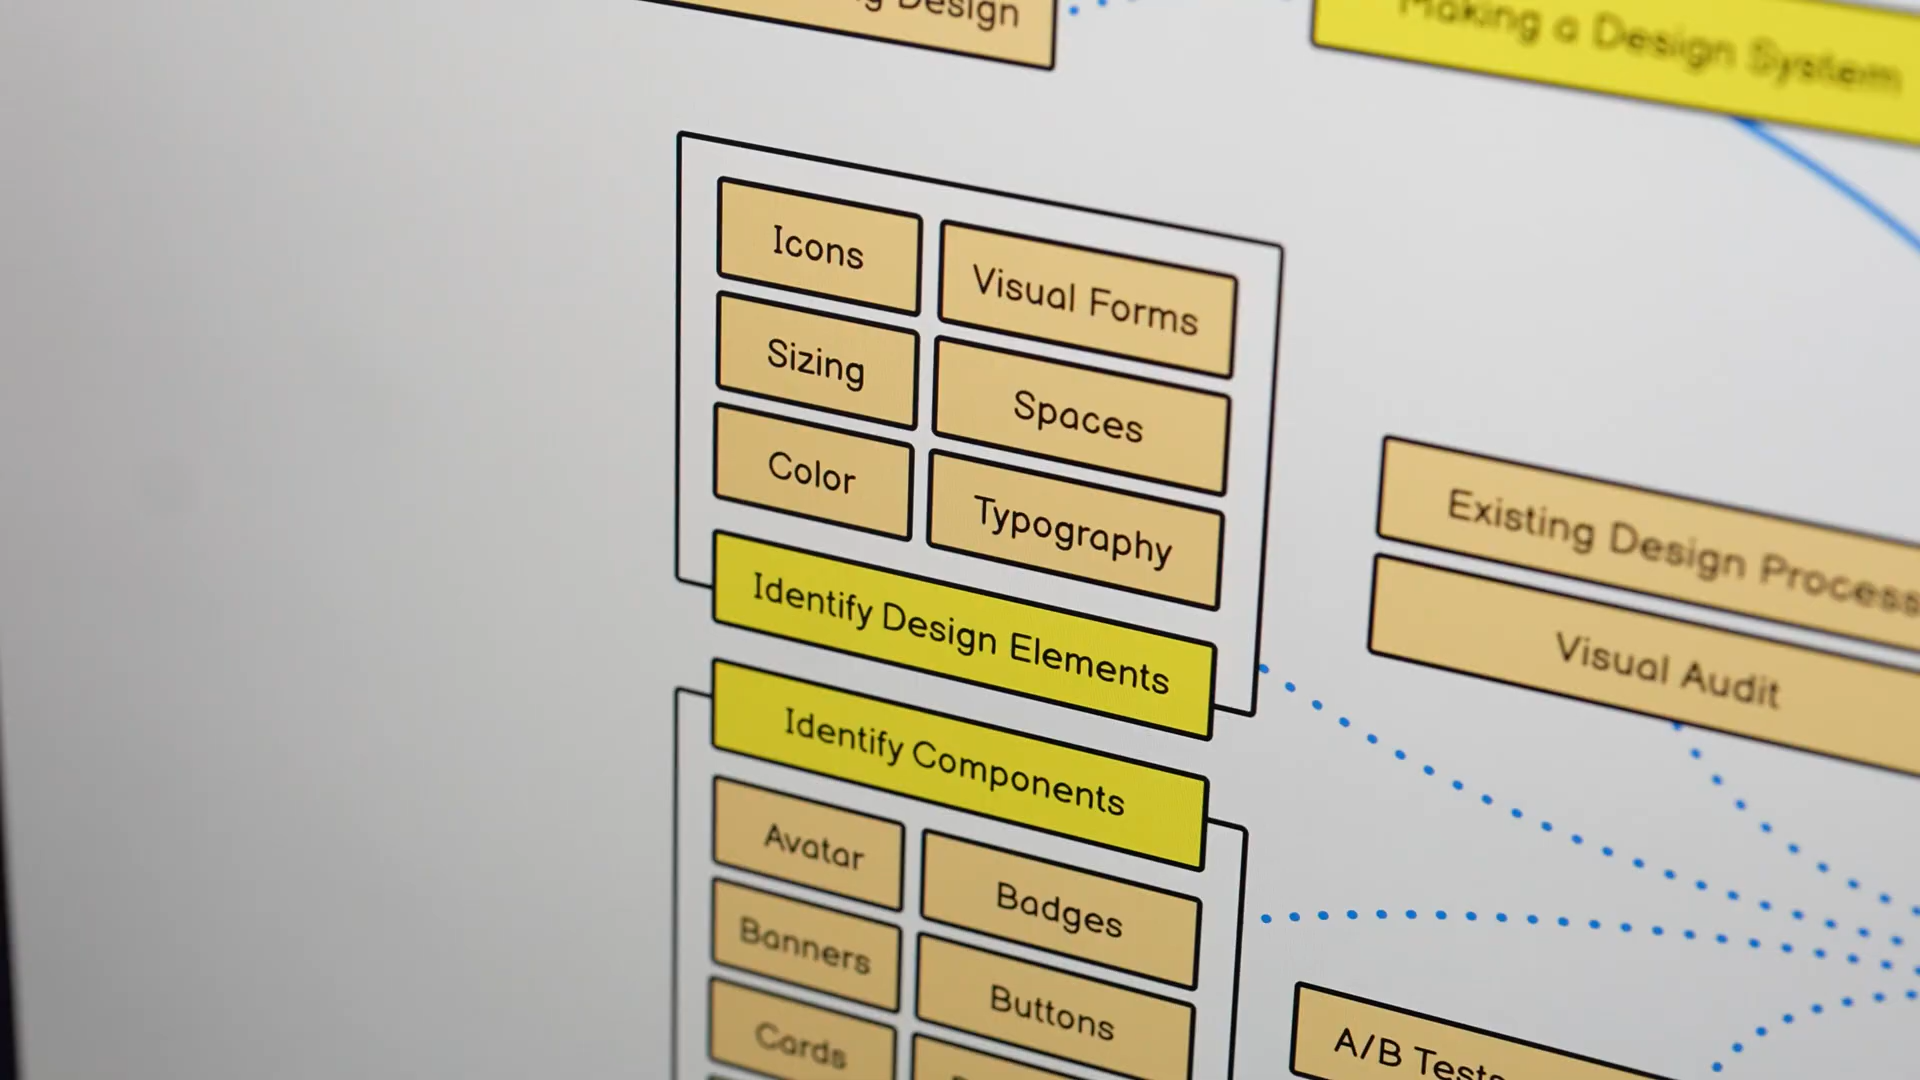 Design
Making a Design System
Icons
Visual Forms
Sizing
Spaces
Color
Typography
Identify Design Elements
Existing Design Process
Visual Audit
Identify Components
Avatar
Badges
Banners
Buttons
Cards
A/B Tests